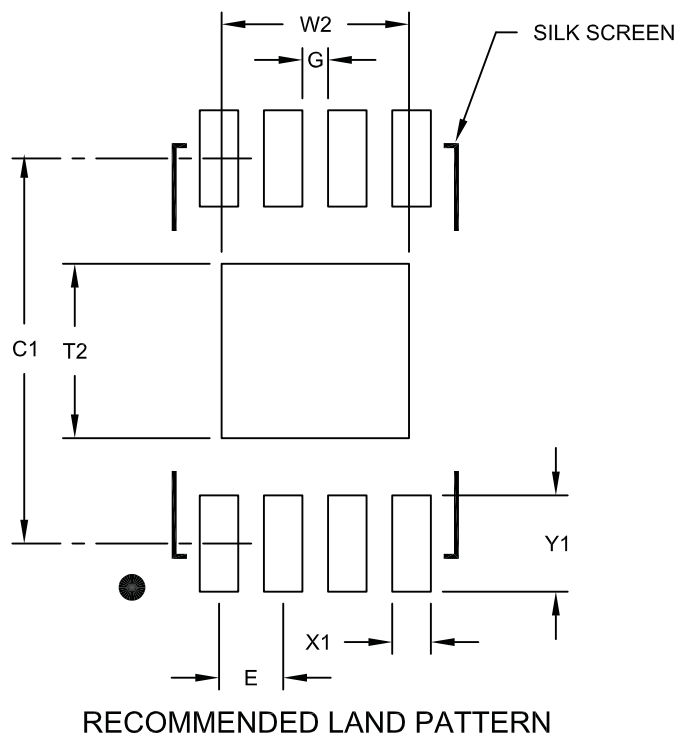 W2
SILK SCREEN
G
C1
T2
Y1
X1
E
RECOMMENDED LAND PATTERN